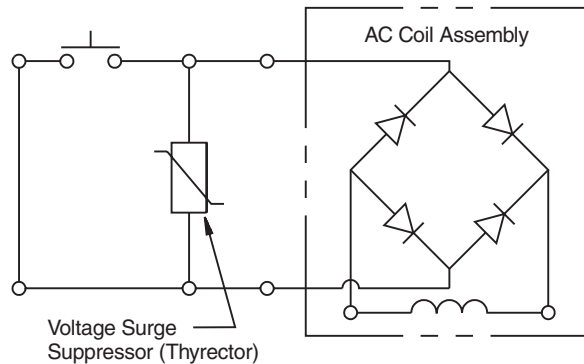 AC Coil Assembly
Voltage Surge
Suppressor (Thyrector)